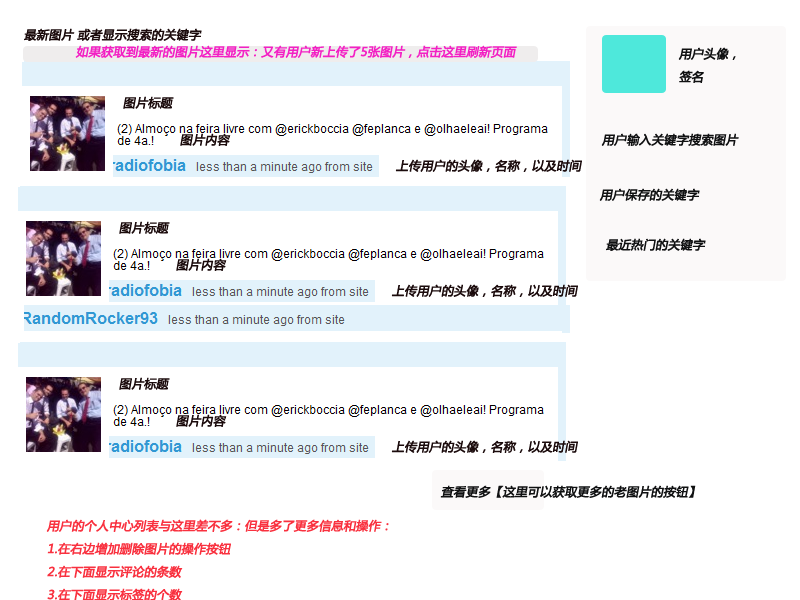 最新图片 或者显示搜索的关键字
如果获取到最新的图片这里显示：又有用户新上传了5张图片，点击这里刷新页面
图片标题
(2) Almoço na feira livre com @erickboccia @feplanca e @olhaeleai! Programa
de 4a.! 图片内容
radiofobia less than a minute ago from site 上传用户的头像，名称，以及时间
图片标题
(2) Almoço na feira livre com @erickboccia @feplanca e @olhaeleai! Programa
de 4a.! 图片内容
radiofobia less than a minute ago from site 上传用户的头像，名称，以及时间
RandomRocker93 less than a minute ago from site
图片标题
(2) Almoço na feira livre com @erickboccia @feplanca e @olhaeleai! Programa
de 4a.! 图片内容
radiofobia less than a minute ago from site 上传用户的头像，名称，以及时间
查看更多【这里可以获取更多的老图片的按钮】
用户的个人中心列表与这里差不多：但是多了更多信息和操作：
1.在右边增加删除图片的操作按钮
2.在下面显示评论的条数
3.在下面显示标签的个数
用户头像，
签名
用户输入关键字搜索图片
用户保存的关键字
最近热门的关键字